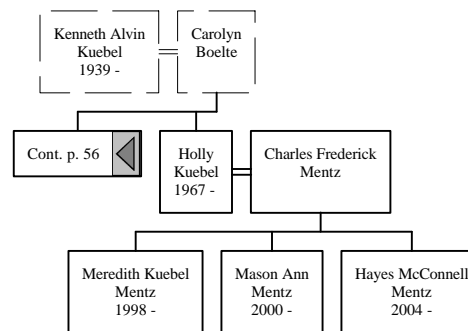 Kenneth Alvin
Kuebel
1939 -
Carolyn
Boelte
Cont. p. 56
Holly
Kuebel
1967 -
Charles Frederick
Mentz
Meredith Kuebel
Mentz
1998 -
Mason Ann
Mentz
2000 -
Hayes McConnell
Mentz
2004 -